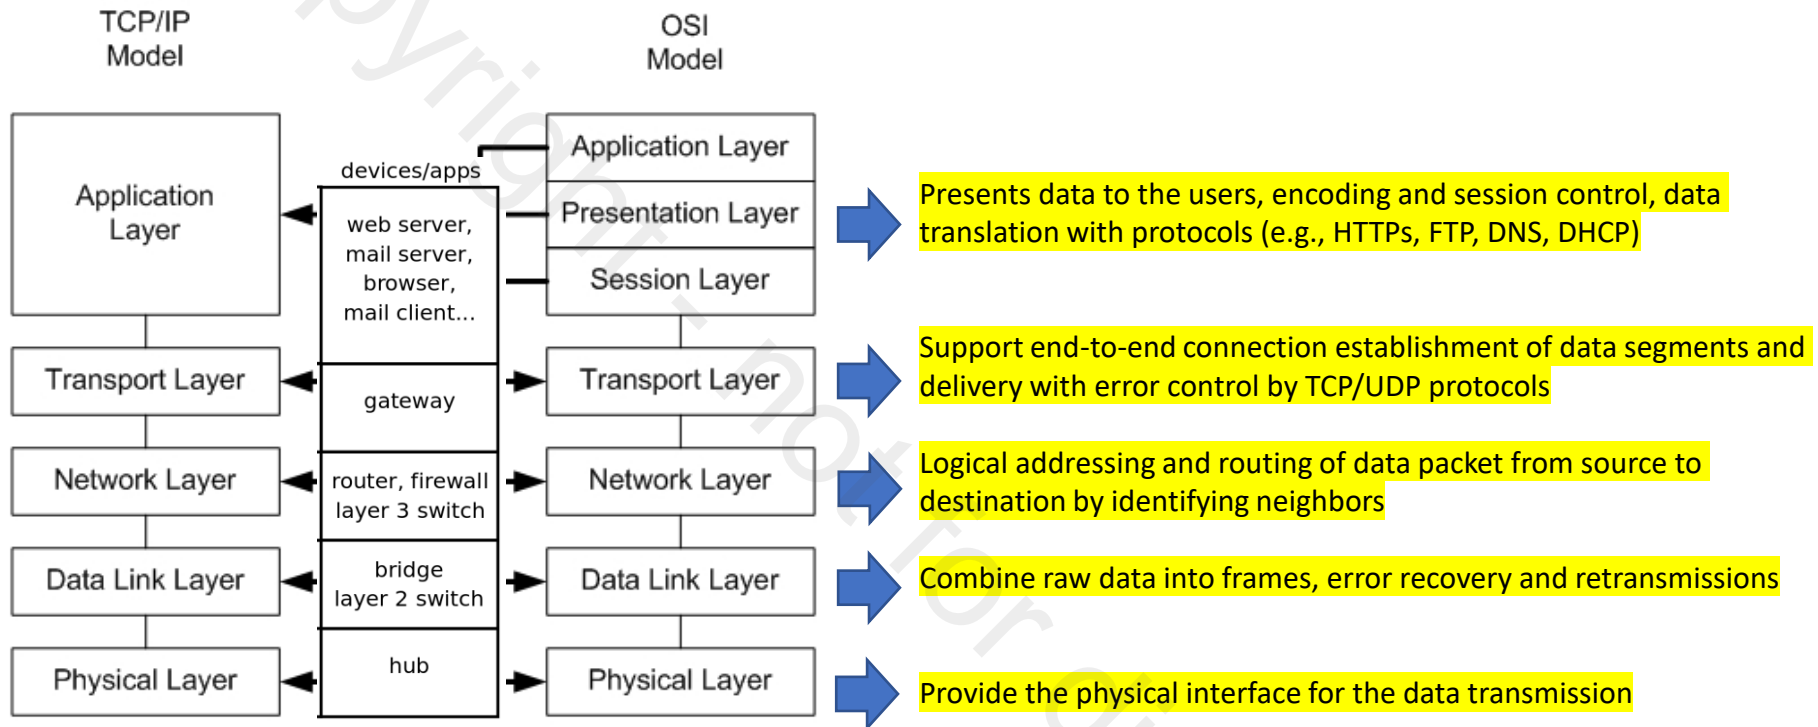 TCP/IP
Model
OSI
Model
Application
Layer
devices/apps
web server,
mail server,
browser,
mail client...
Application Layer
Presentation Layer
Session Layer
Presents data to the users, encoding and session control, data
translation with protocols (e.g., HTTPs, FTP, DNS, DHCP)
Transport Layer
gateway
Transport Layer
Support end-to-end connection establishment of data segments and
delivery with error control by TCP/UDP protocols
Network Layer
router, firewall
layer 3 switch
Network Layer
Logical addressing and routing of data packet from source to
destination by identifying neighbors
Data Link Layer
bridge
layer 2 switch
Data Link Layer
Combine raw data into frames, error recovery and retransmissions
Physical Layer
hub
Physical Layer
Provide the physical interface for the data transmission
pyright - not for di